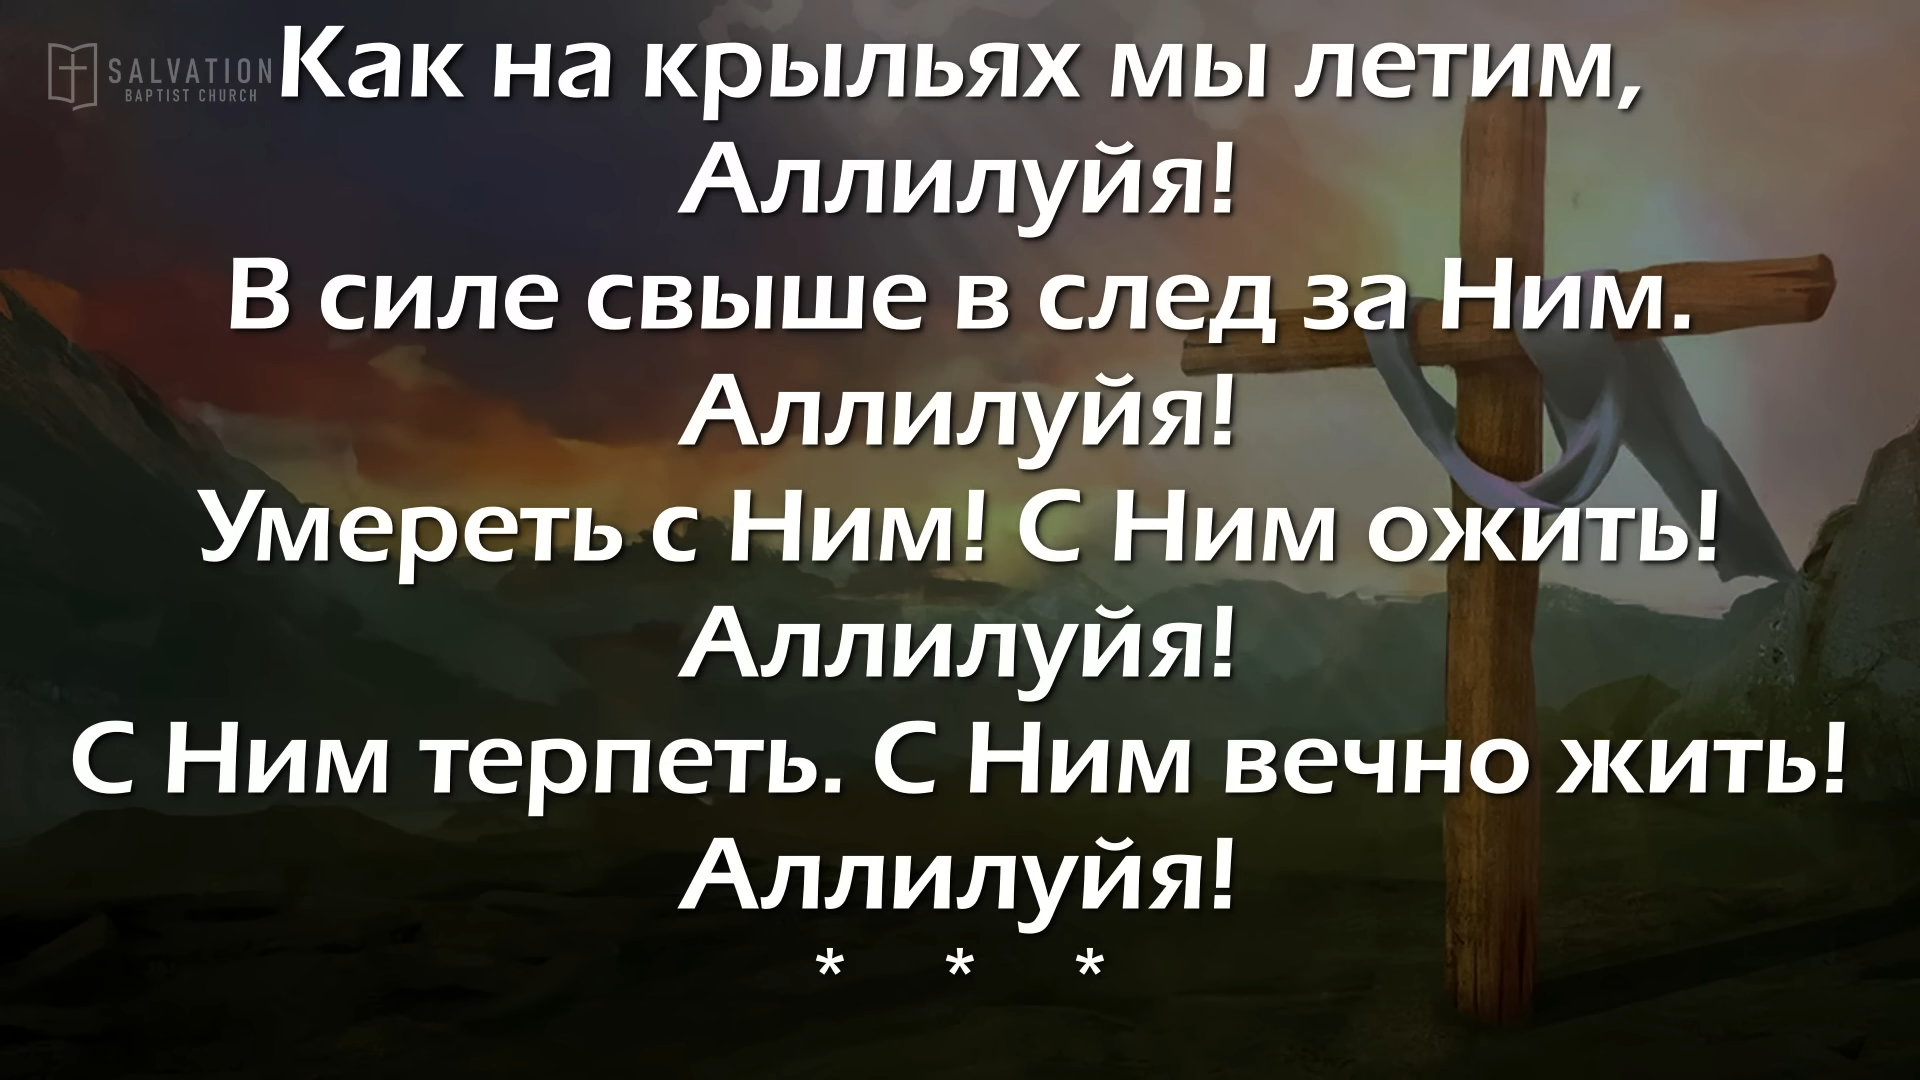 SALVATION
BAPTIST CHURCH
Как на крыльях мы летим,
Аллилуйя!
В силе свыше в след за Ним.
Аллилуйя!
Умереть с Ним! С Ним ожить!
Аллилуйя!
С Ним терпеть. С Ним вечно жить!
Аллилуйя!
* * *